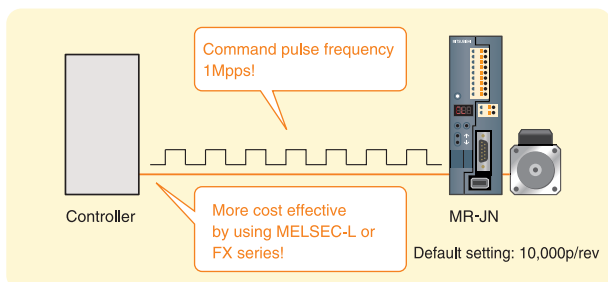 Command pulse frequency
1Mpps!
Controller
More cost effective
by using MELSEC-L or
FX series!
MR-JN
Default setting: 10,000p/rev